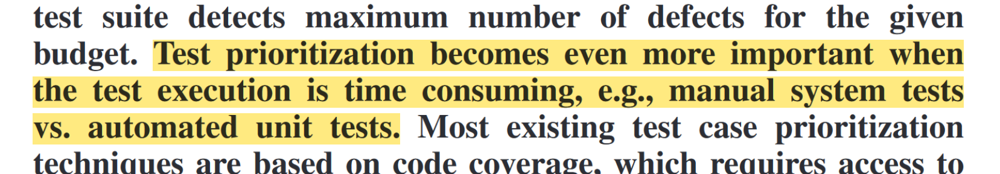 test suite detects maximum number of defects for the given
budget. Test prioritization becomes even more important when
the test execution is time consuming, e.g., manual system tests
vs. automated unit tests. Most existing test case prioritization
techniques are based on code coverage, which requires access to